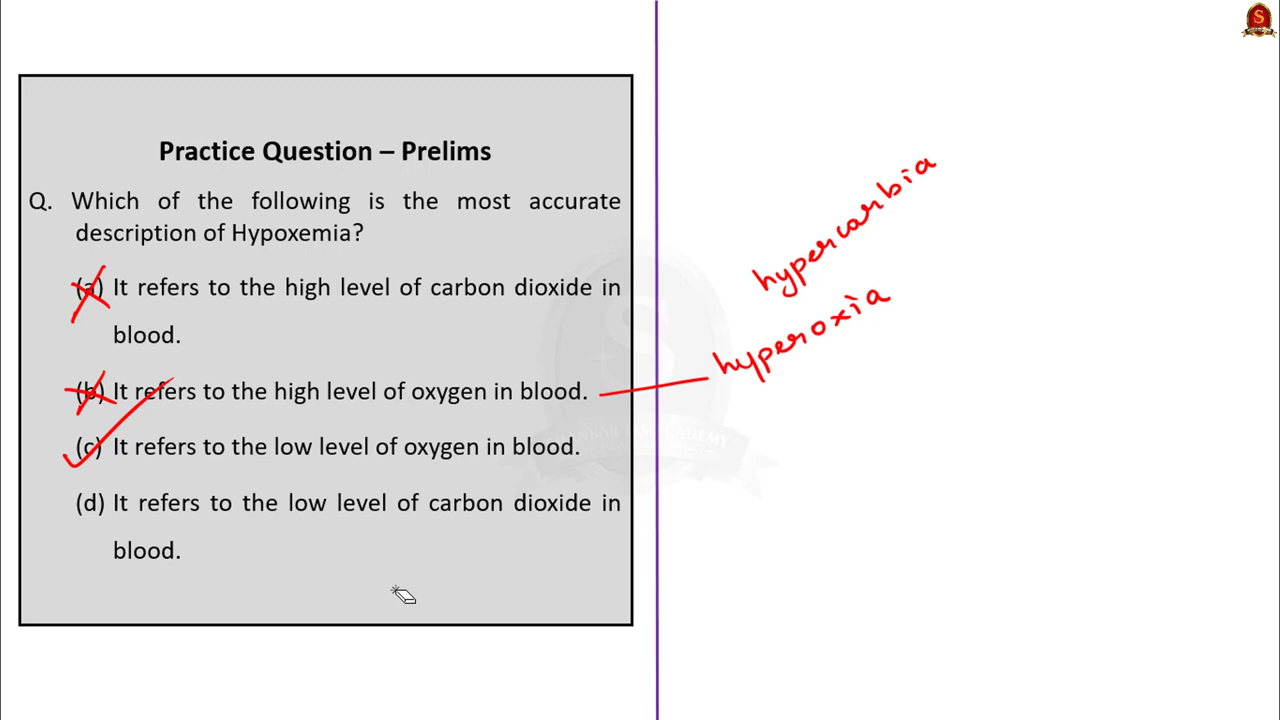 Practice Question – Prelims
Q. Which of the following is the most accurate
description of Hypoxemia?
(a) It refers to the high level of carbon dioxide in
blood.
(b) It refers to the high level of oxygen in blood.
(c) It refers to the low level of oxygen in blood.
(d) It refers to the low level of carbon dioxide in
blood.
hypercarbia
hyperoxia
S